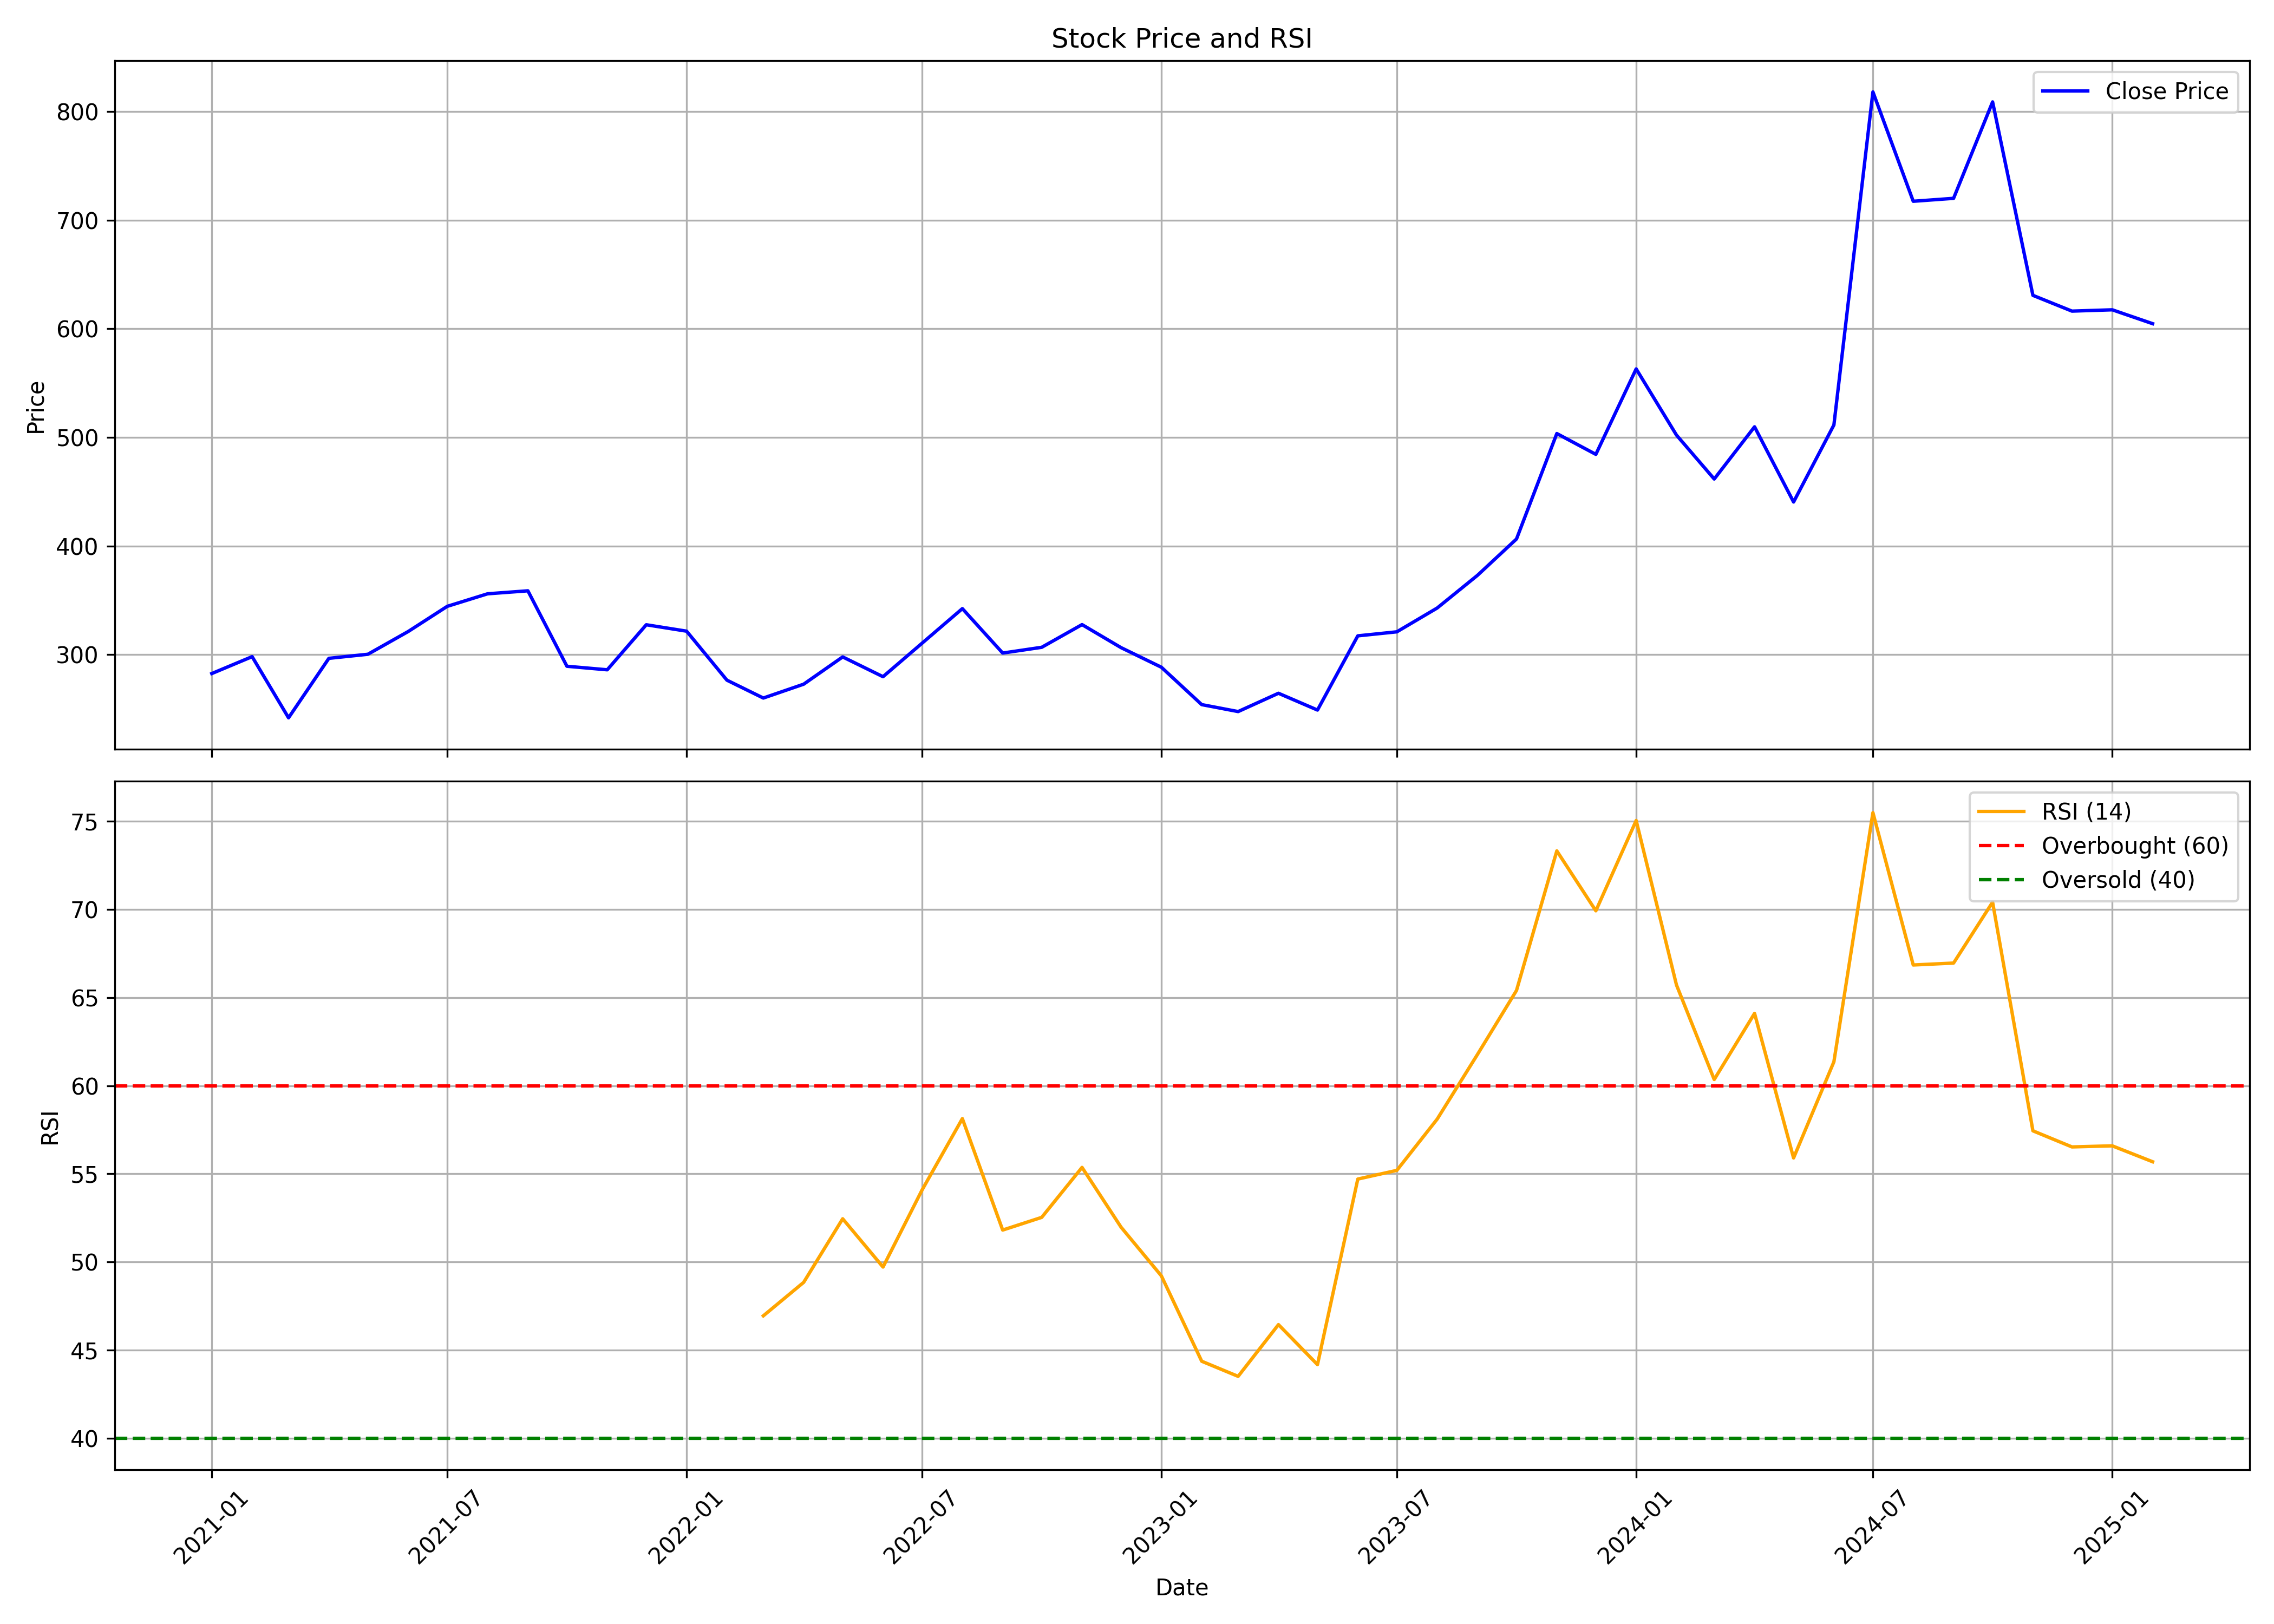 Stock Price and RSI
Close Price
800
700
600
500
400
300
Price
RSI (14)
Overbought (60)
Oversold (40)
75
70
65
60
55
50
45
40
RSI
2021-01
2021-07
2022-01
2022-07
2023-01
2023-07
2024-01
2024-07
2025-01
Date